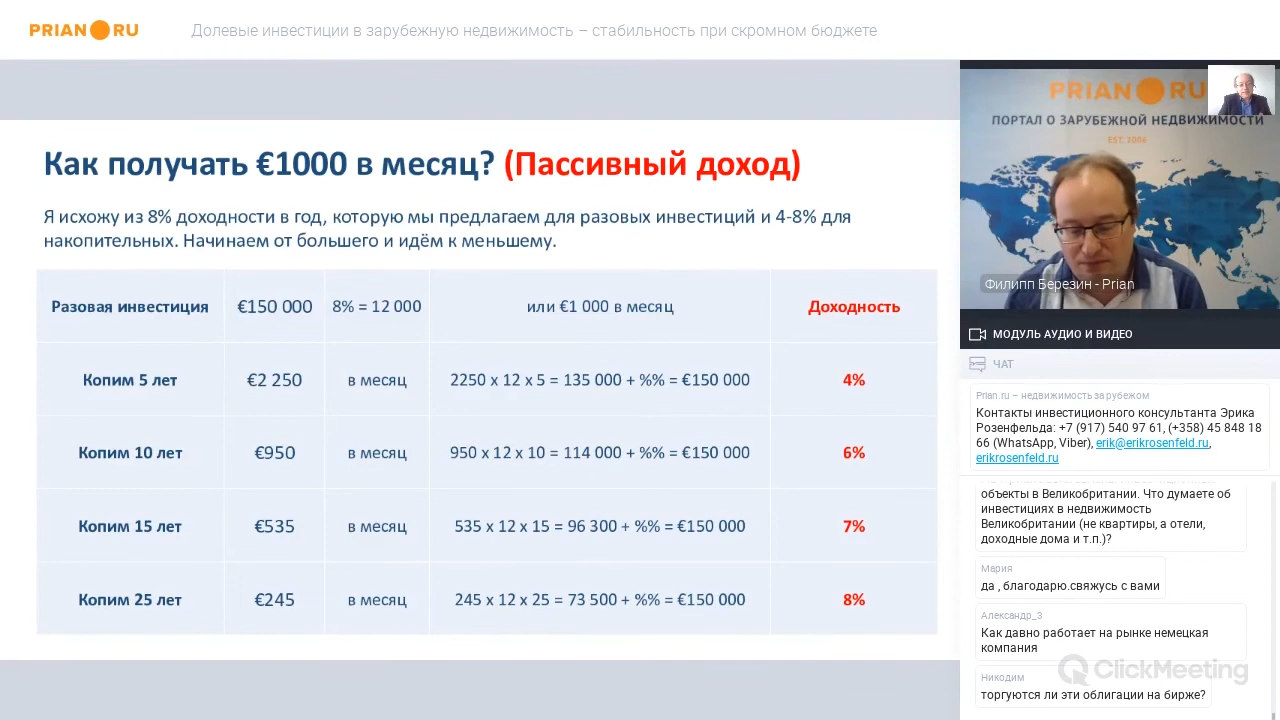 PRIAN RU
Долевые инвестиции в зарубежную недвижимость – стабильность при скромном бюджете
Как получать €1000 в месяц? (Пассивный доход)
Я исхожу из 8% доходности в год, которую мы предлагаем для разовых инвестиций и 4-8% для
накопительных. Начинаем от большего и идём к меньшему.
Разовая инвестиция €150 000 8% = 12 000 или €1 000 в месяц Доходность
Копим 5 лет €2 250 в месяц 2250 x 12 x 5 = 135 000 + %% = €150 000 4%
Копим 10 лет €950 в месяц 950 x 12 x 10 = 114 000 + %% = €150 000 6%
Копим 15 лет €535 в месяц 535 x 12 x 15 = 96 300 + %% = €150 000 7%
Копим 25 лет €245 в месяц 245 x 12 x 25 = 73 500 + %% = €150 000 8%
PRIAN RU
ПОРТАЛ О ЗАРУБЕЖНОЙ НЕДВИЖИМОСТИ
EST. 2006
Филипп Березин - Prian
МОДУЛЬ АУДИО И ВИДЕО
ЧАТ
Prian.ru – недвижимость за рубежом
Контакты инвестиционного консультанта Эрика
Розенфельда: +7 (917) 540 97 61, (+358) 45 848 18
66 (WhatsApp, Viber), erik@erikrosenfeld.ru,
erikrosenfeld.ru
объекты в Великобритании. Что думаете об
инвестициях в недвижимость
Великобритании (не квартиры, а отели,
доходные дома и т.п.)?
Мария
да , благодарю.свяжусь с вами
Александр_3
Как давно работает на рынке немецкая
компания
ClickMeeting
Никодим
торгуются ли эти облигации на бирже?